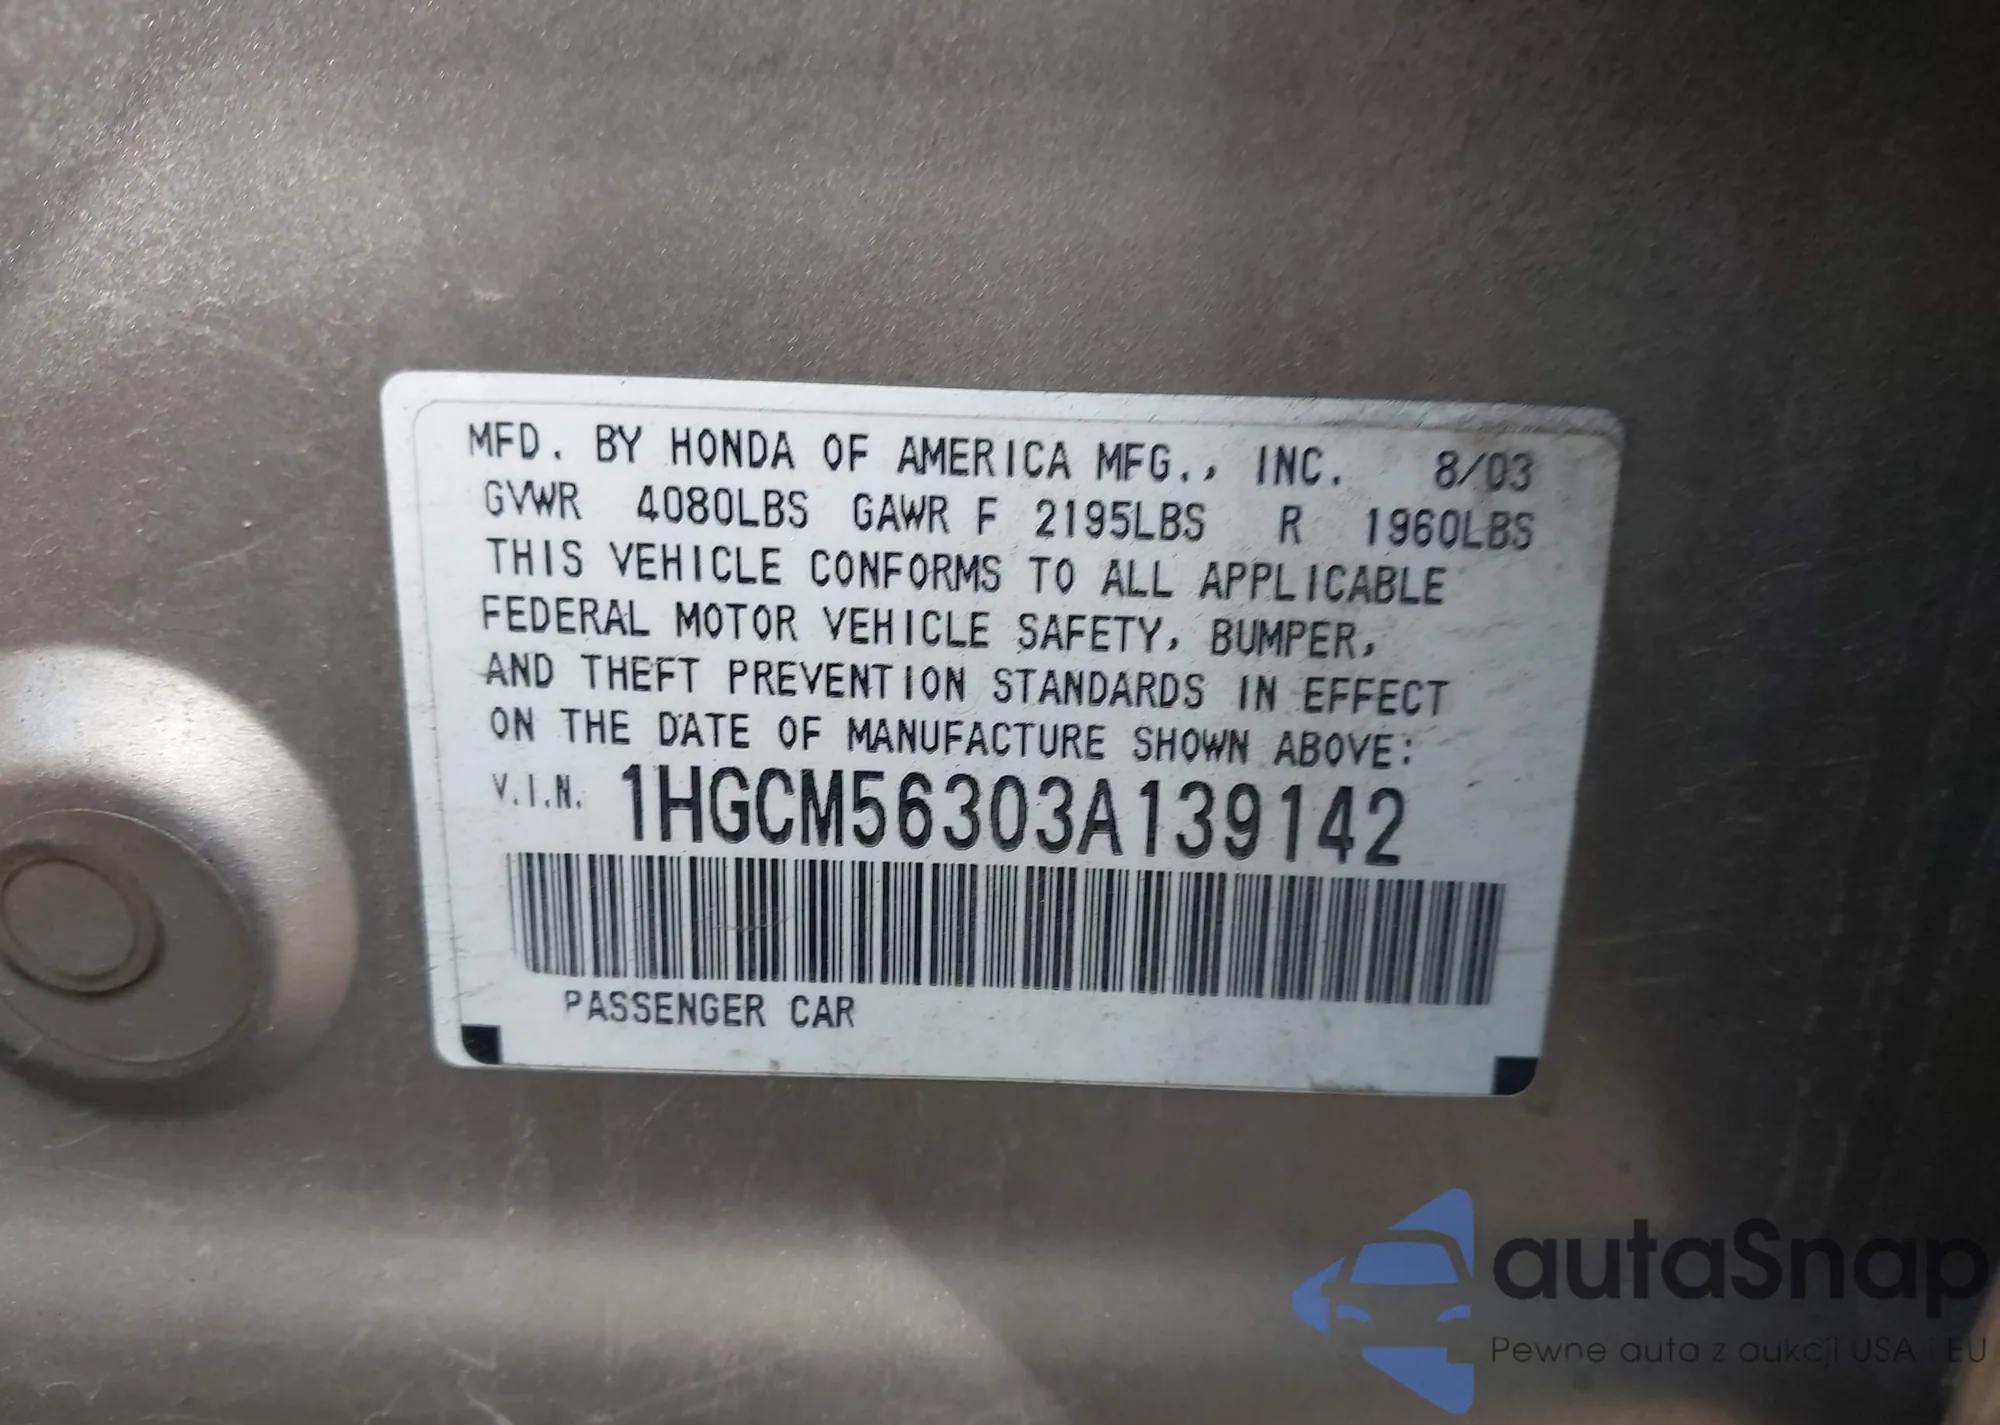 MFD. BY HONDA OF AMERICA MFG., INC. 8/03
GVWR 4080LBS GAWR F 2195LBS R 1960LBS
THIS VEHICLE CONFORMS TO ALL APPLICABLE
FEDERAL MOTOR VEHICLE SAFETY, BUMPER,
AND THEFT PREVENTION STANDARDS IN EFFECT
ON THE DATE OF MANUFACTURE SHOWN ABOVE:
V.I.N. 1HGCM56303A139142
PASSENGER CAR
autaSnap
Pewne auta z aukcji USA i EU